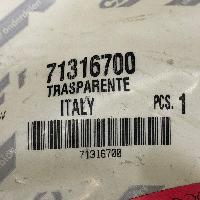 71316700
TRASPARENTE
ITALY PCS. 1
71316700